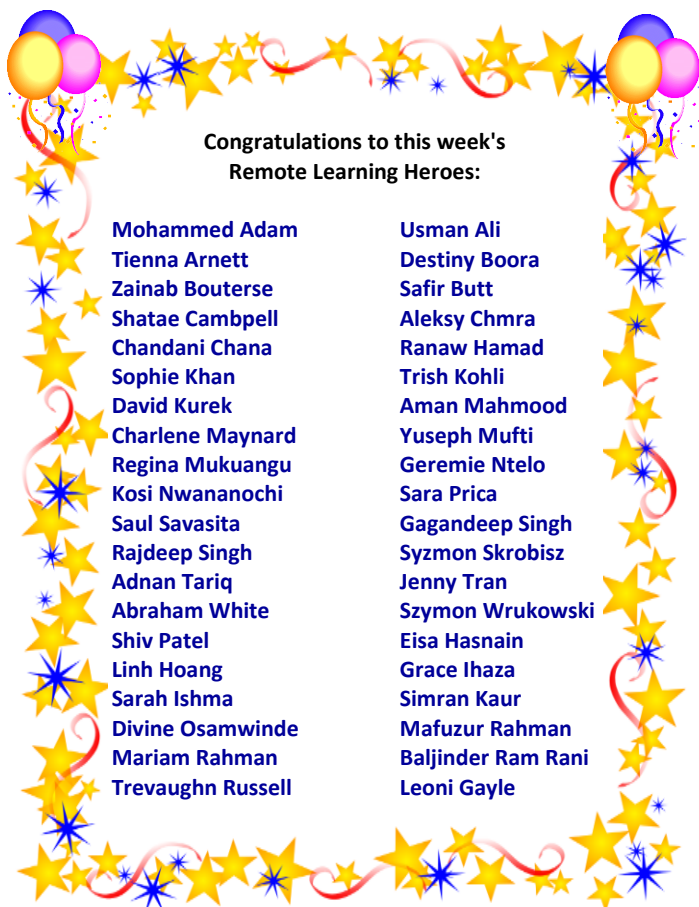 Congratulations to this week's
Remote Learning Heroes:
Mohammed Adam
Tienna Arnett
Zainab Bouterse
Shatae Cambpell
Chandani Chana
Sophie Khan
David Kurek
Charlene Maynard
Regina Mukuangu
Kosi Nwananochi
Saul Savasita
Rajdeep Singh
Adnan Tariq
Abraham White
Shiv Patel
Linh Hoang
Sarah Ishma
Divine Osamwinde
Mariam Rahman
Trevaughn Russell
Usman Ali
Destiny Boora
Safir Butt
Aleksy Chmra
Ranaw Hamad
Trish Kohli
Aman Mahmood
Yuseph Mufti
Geremie Ntelo
Sara Prica
Gagandeep Singh
Syzmon Skrobisz
Jenny Tran
Szymon Wrukowski
Eisa Hasnain
Grace Ihaza
Simran Kaur
Mafuzur Rahman
Baljinder Ram Rani
Leoni Gayle